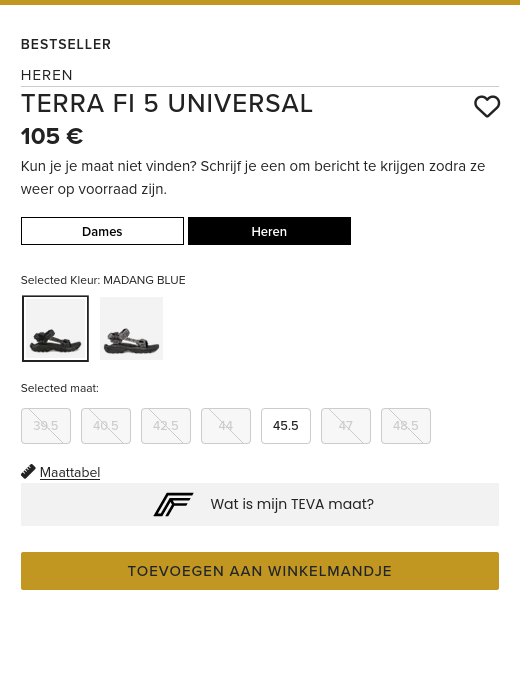 BESTSELLER
HEREN
TERRA FI 5 UNIVERSAL
105 €
Kun je je maat niet vinden? Schrijf je een om bericht te krijgen zodra ze
weer op voorraad zijn.
Dames Heren
Selected Kleur: MADANG BLUE
Selected maat:
39.5 40.5 42.5 44 45.5 47 48.5
Maattabel
Wat is mijn TEVA maat?
TOEVOEGEN AAN WINKELMANDJE